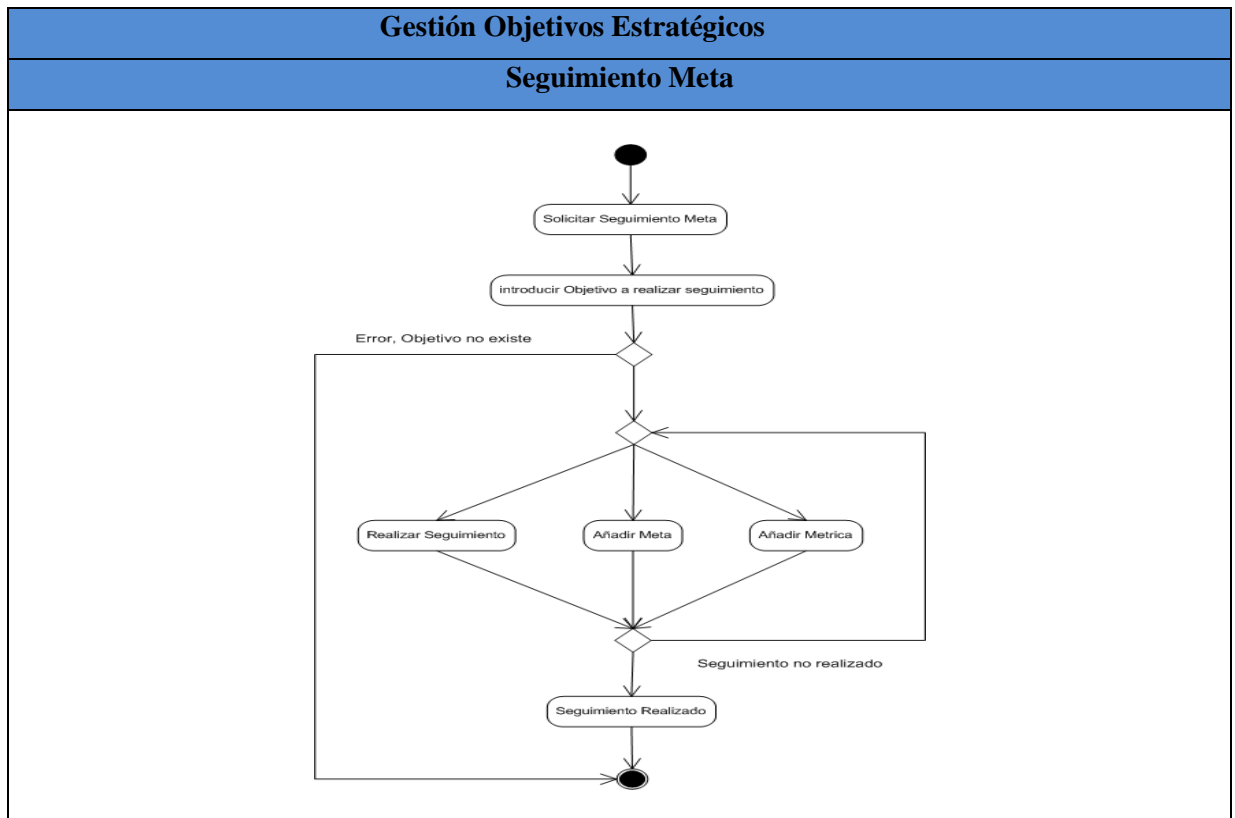 Gestión Objetivos Estratégicos
Seguimiento Meta
Solicitar Seguimiento Meta
introducir Objetivo a realizar seguimiento
Error, Objetivo no existe
Realizar Seguimiento
Añadir Meta
Añadir Metrica
Seguimiento no realizado
Seguimiento Realizado